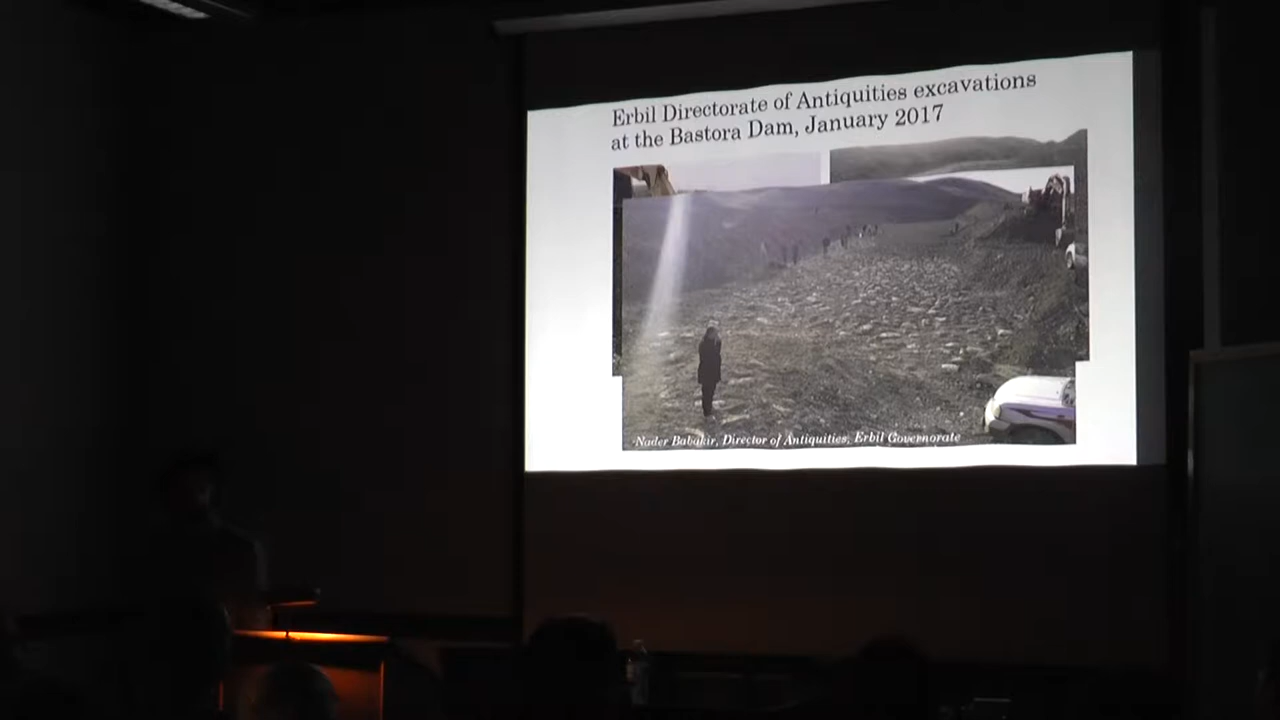 Erbil Directorate of Antiquities excavations
at the Bastora Dam, January 2017
-Nader Babakir, Director of Antiquities, Erbil Governorate